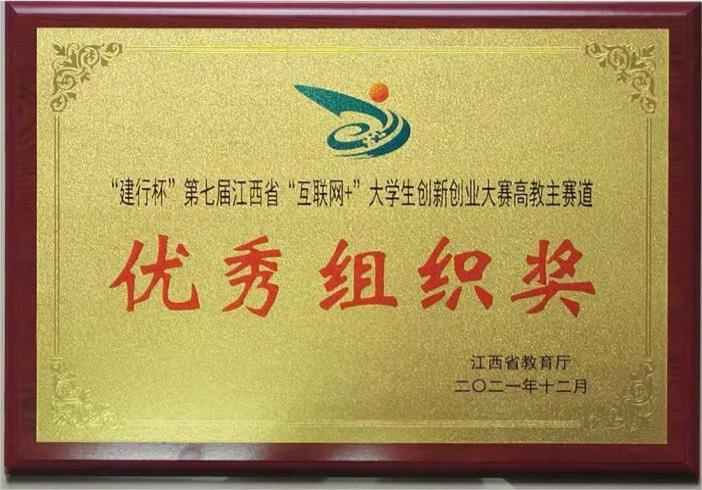 “建行杯”第七届江西省“互联网+”大学生创新创业大赛高教主赛道
优秀组织奖
江西省教育厅
二〇二一年十二月